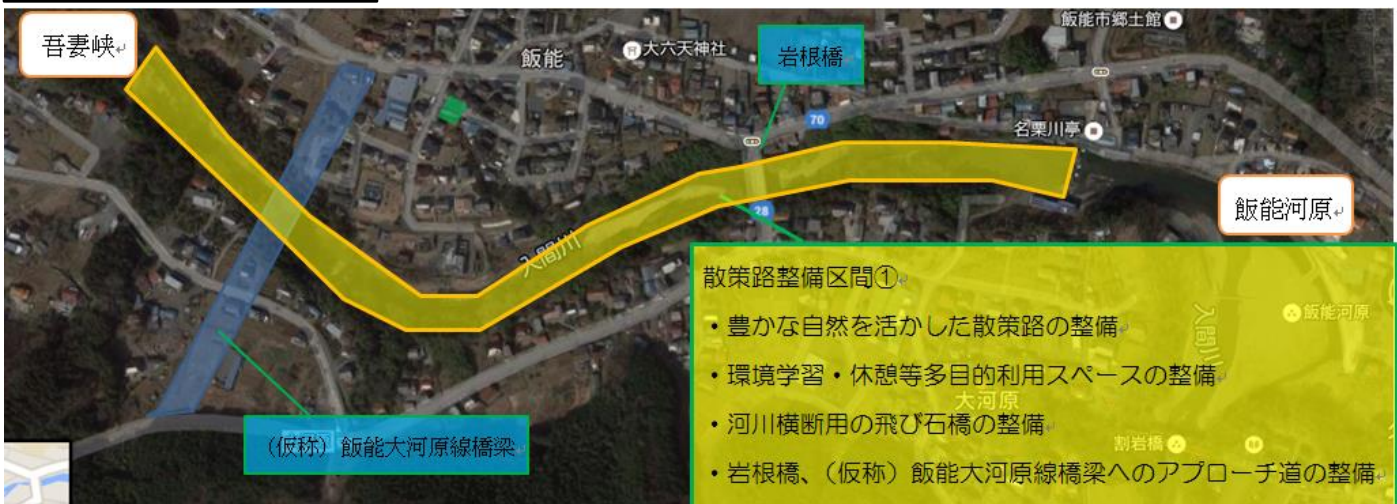 吾妻峡
飯能
大六天神社
岩根橋
飯能市郷土館
70
名栗川亭
飯能河原
28
入間川
散策路整備区間①
・豊かな自然を活かした散策路の整備
・環境学習・休憩等多目的利用スペースの整備
・河川横断用の飛び石橋の整備
・岩根橋、（仮称）飯能大河原線橋梁へのアプローチ道の整備
入間川
飯能河原
大河原
割岩橋
（仮称）飯能大河原線橋梁